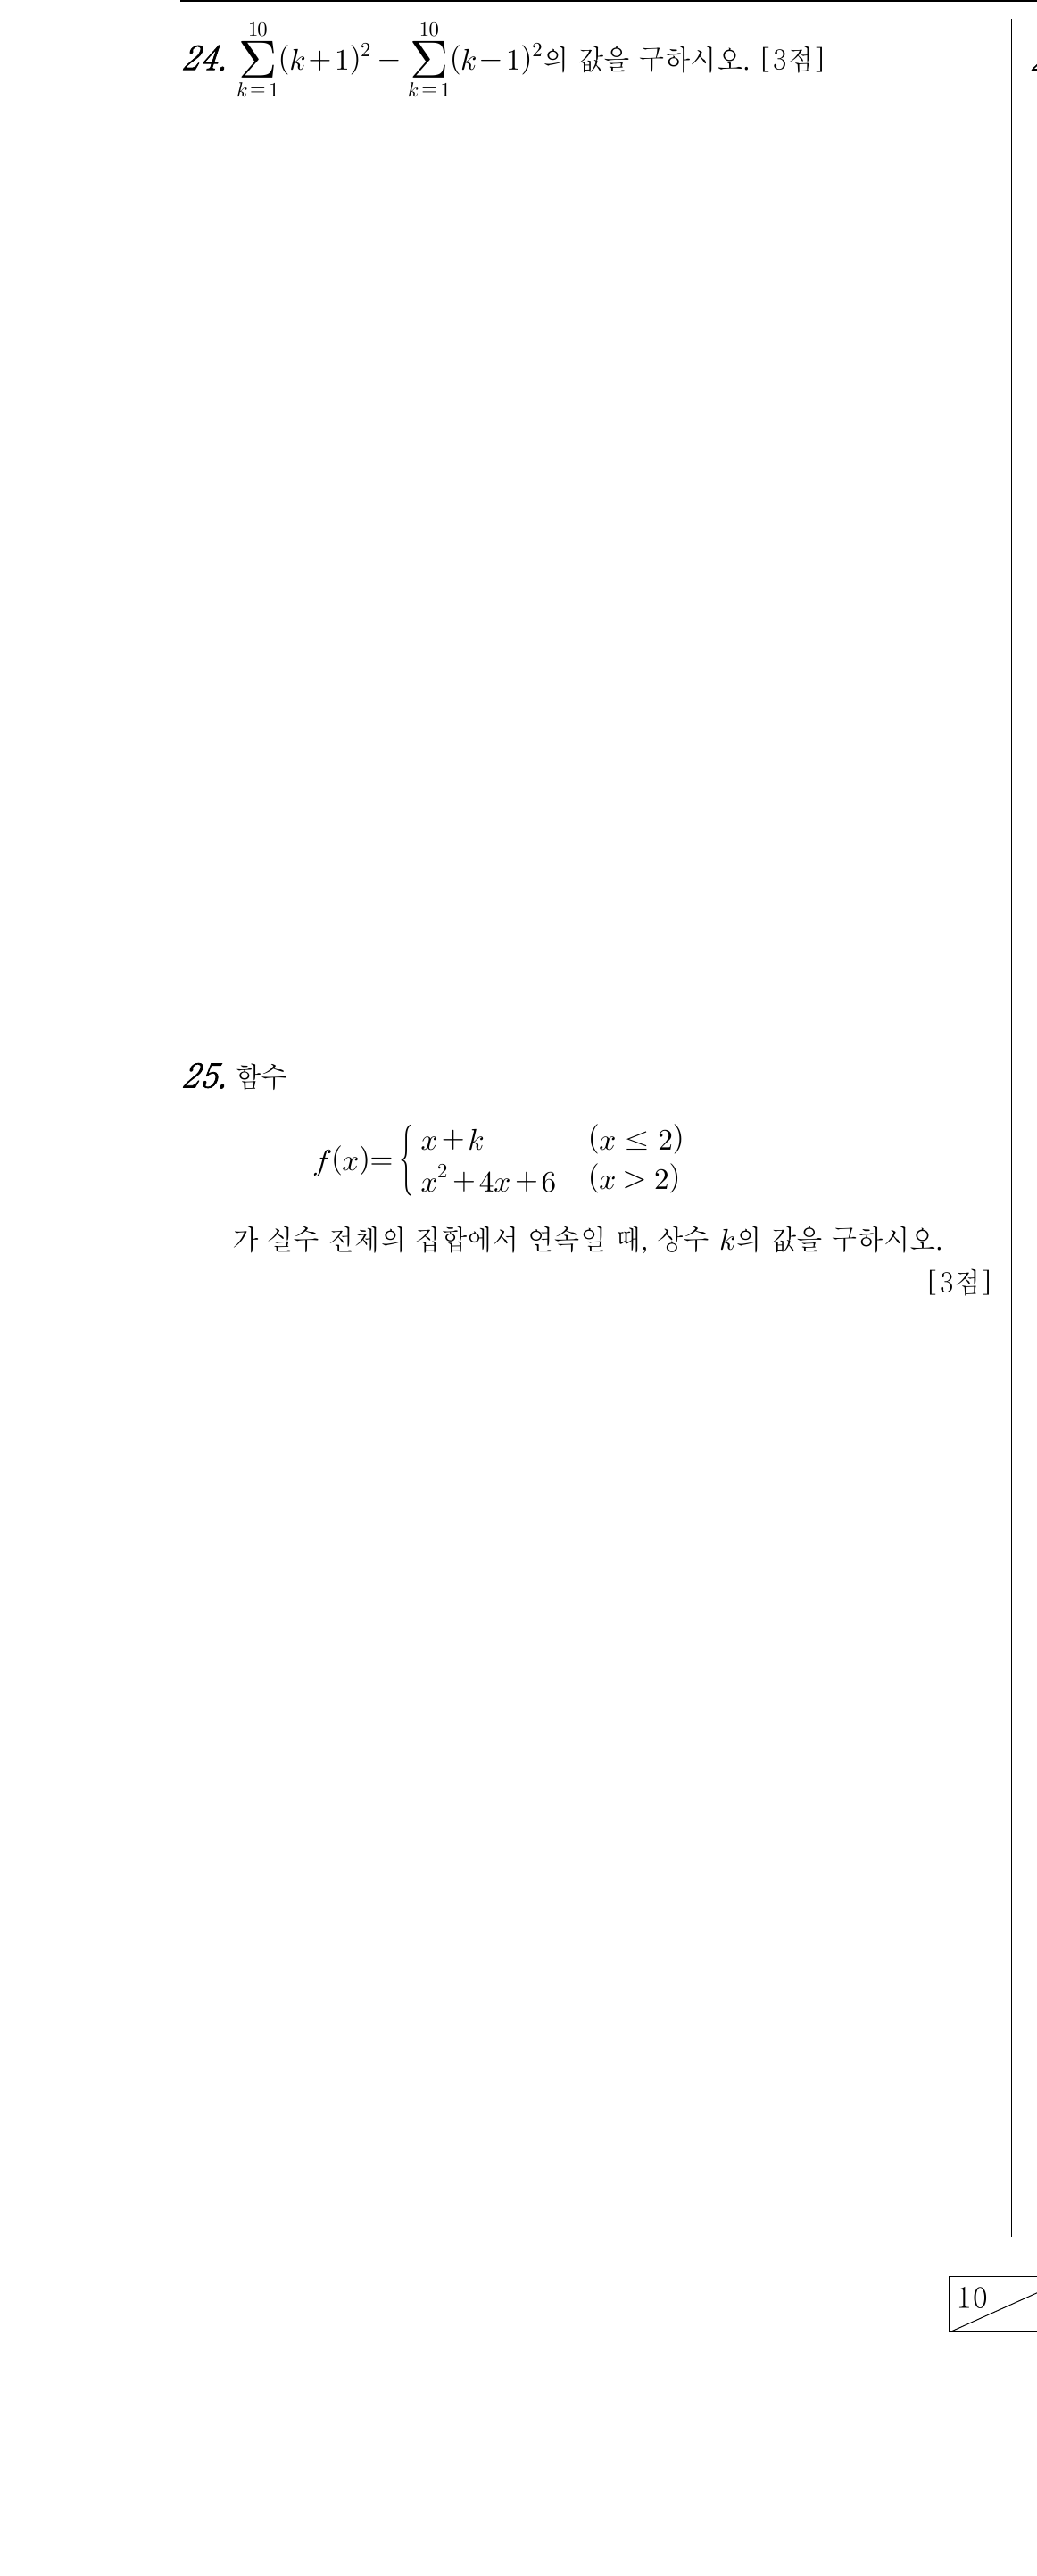 24. $\sum_{k=1}^{10}(k+1)^2 - \sum_{k=1}^{10}(k-1)^2$의 값을 구하시오. [3점]
25. 함수
$f(x)=\begin{cases} x+k & (x \leq 2) \\ x^2+4x+6 & (x > 2) \end{cases}$
가 실수 전체의 집합에서 연속일 때, 상수 $k$의 값을 구하시오.
[3점]
10